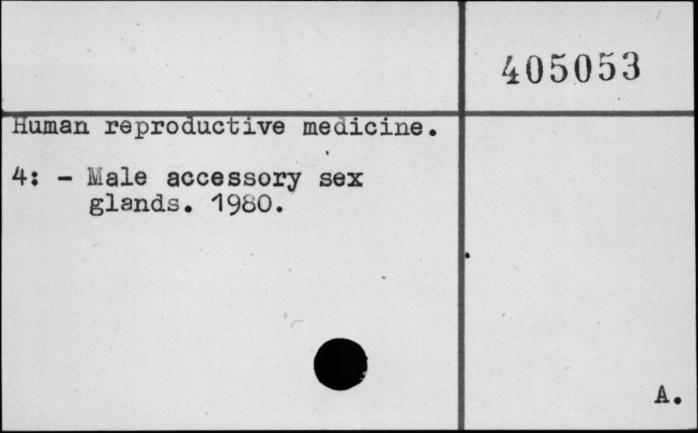 405053
Human reproductive medicine.
4: - Male accessory sex
glands. 1980.
A.